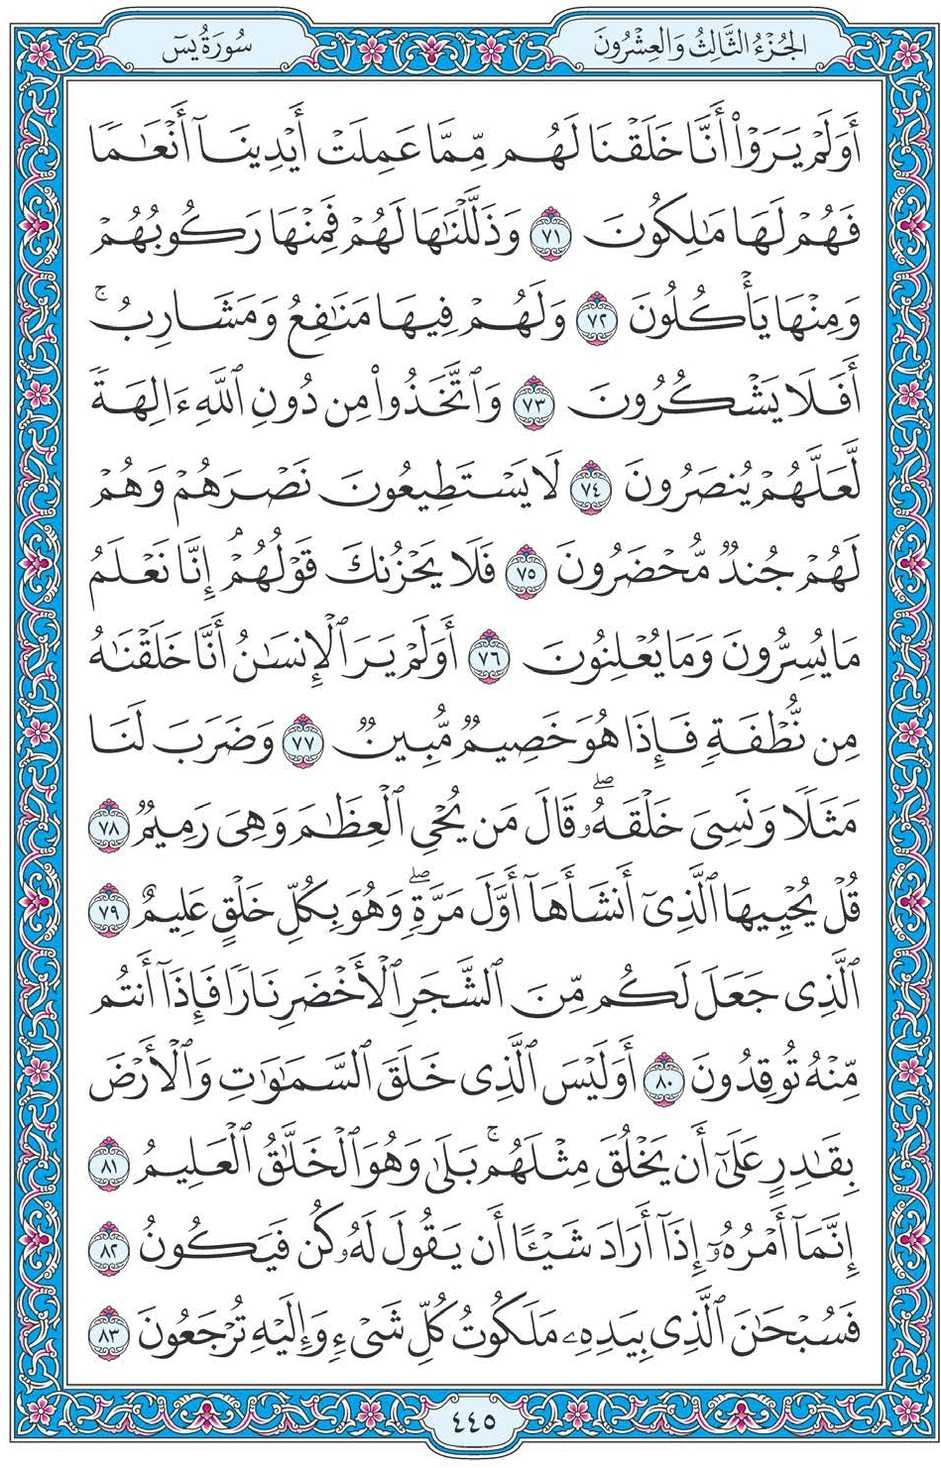 الجُزْءُ الثَّالِثُ وَالعِشْرُونَ
سُورَةُ يسٓ
أَوَلَمْ يَرَوْاْ أَنَّا خَلَقْنَا لَهُم مِّمَّا عَمِلَتْ أَيْدِينَآ أَنْعَٰمًا
فَهُمْ لَهَا مَٰلِكُونَ ٧١ وَذَلَّلْنَٰهَا لَهُمْ فَمِنْهَا رَكُوبُهُمْ
وَمِنْهَا يَأْكُلُونَ ٧٢ وَلَهُمْ فِيهَا مَنَٰفِعُ وَمَشَارِبُ ۚ
أَفَلَا يَشْكُرُونَ ٧٣ وَٱتَّخَذُواْ مِن دُونِ ٱللَّهِ ءَالِهَةً
لَّعَلَّهُمْ يُنصَرُونَ ٧٤ لَا يَسْتَطِيعُونَ نَصْرَهُمْ وَهُمْ
لَهُمْ جُندٌ مُّحْضَرُونَ ٧٥ فَلَا يَحْزُنكَ قَوْلُهُمْ ۘ إِنَّا نَعْلَمُ
مَا يُسِرُّونَ وَمَا يُعْلِنُونَ ٧٦ أَوَلَمْ يَرَ ٱلْإِنسَٰنُ أَنَّا خَلَقْنَٰهُ
مِن نُّطْفَةٍ فَإِذَا هُوَ خَصِيمٌ مُّبِينٌ ٧٧ وَضَرَبَ لَنَا
مَثَلًا وَنَسِىَ خَلْقَهُۥ ۖ قَالَ مَن يُحْىِ ٱلْعِظَٰمَ وَهِىَ رَمِيمٌ ٧٨
قُلْ يُحْيِيهَا ٱلَّذِىٓ أَنشَأَهَآ أَوَّلَ مَرَّةٍ ۖ وَهُوَ بِكُلِّ خَلْقٍ عَلِيمٌ ٧٩
ٱلَّذِى جَعَلَ لَكُم مِّنَ ٱلشَّجَرِ ٱلْأَخْضَرِ نَارًا فَإِذَآ أَنتُم
مِّنْهُ تُوقِدُونَ ٨٠ أَوَلَيْسَ ٱلَّذِى خَلَقَ ٱلسَّمَٰوَٰتِ وَٱلْأَرْضَ
بِقَٰدِرٍ عَلَىٰٓ أَن يَخْلُقَ مِثْلَهُم ۚ بَلَىٰ وَهُوَ ٱلْخَلَّٰقُ ٱلْعَلِيمُ ٨١
إِنَّمَآ أَمْرُهُۥٓ إِذَآ أَرَادَ شَيْـًٔا أَن يَقُولَ لَهُۥ كُن فَيَكُونُ ٨٢
فَسُبْحَٰنَ ٱلَّذِى بِيَدِهِۦ مَلَكُوتُ كُلِّ شَىْءٍ وَإِلَيْهِ تُرْجَعُونَ ٨٣
٤٤٥